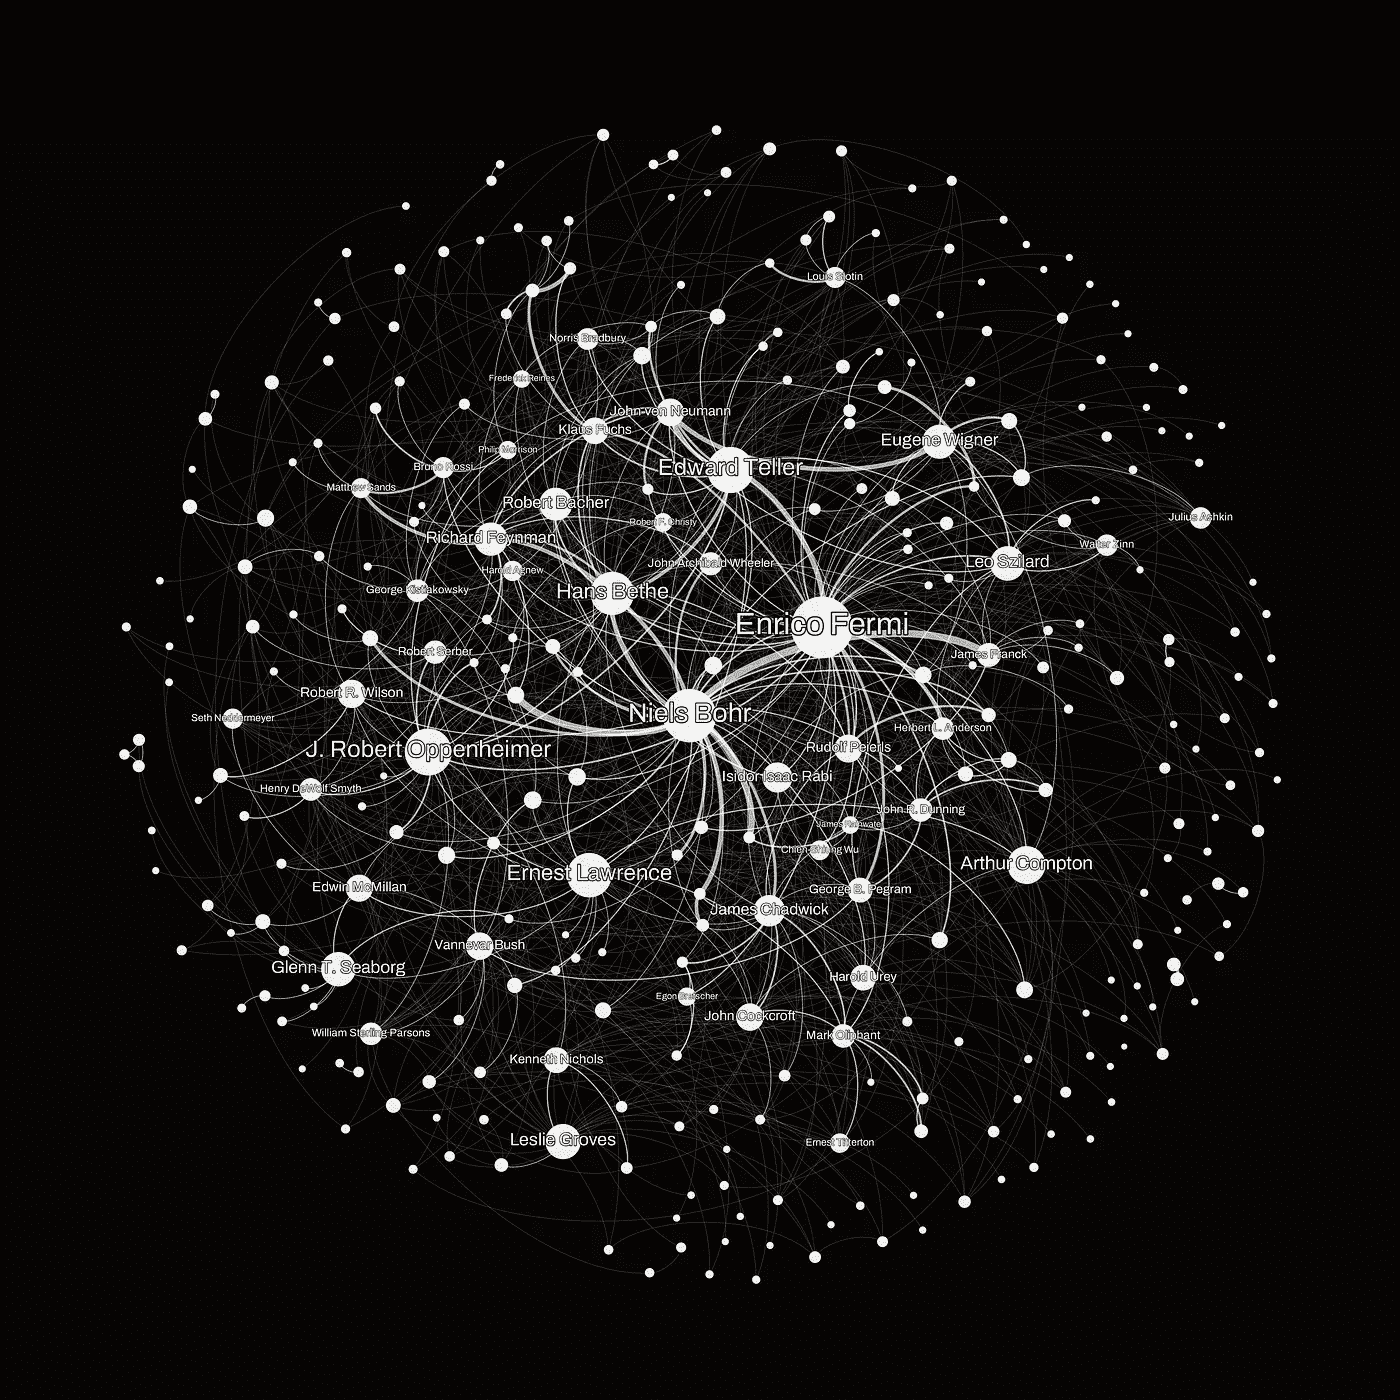 Louis Slotin
Norris Bradbury
Frederick Reines
John von Neumann
Klaus Fuchs
Eugene Wigner
Philip Morrison
Bruno Rossi
Edward Teller
Matthew Sands
Robert Bacher
Julius Ashkin
Robert F. Christy
Richard Feynman
Walter Zinn
John Archibald Wheeler
Leo Szilard
Harold Agnew
George Kistiakowsky
Hans Bethe
Enrico Fermi
Robert Serber
James Franck
Robert R. Wilson
Niels Bohr
Seth Neddermeyer
Herbert L. Anderson
J. Robert Oppenheimer
Rudolf Peierls
Isidor Isaac Rabi
Henry DeWolf Smyth
John R. Dunning
James Rainwater
Chien-Shiung Wu
Arthur Compton
Ernest Lawrence
Edwin McMillan
George B. Pegram
James Chadwick
Vannevar Bush
Glenn T. Seaborg
Harold Urey
Egon Bretscher
John Cockcroft
William Sterling Parsons
Mark Oliphant
Kenneth Nichols
Leslie Groves
Ernest Titterton